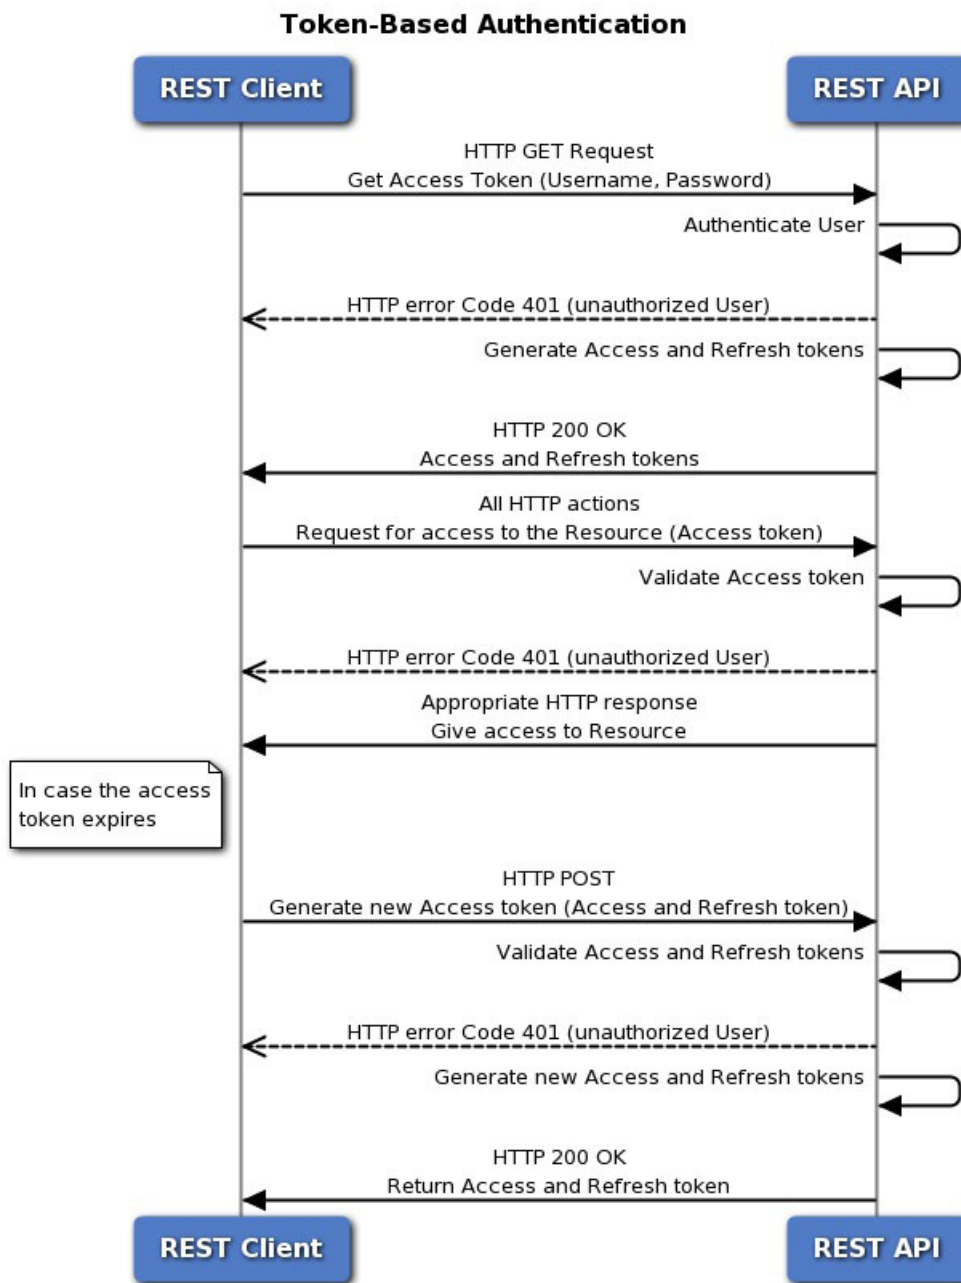 Token-Based Authentication
REST Client
REST API
HTTP GET Request
Get Access Token (Username, Password)
Authenticate User
HTTP error Code 401 (unauthorized User)
Generate Access and Refresh tokens
HTTP 200 OK
Access and Refresh tokens
All HTTP actions
Request for access to the Resource (Access token)
Validate Access token
HTTP error Code 401 (unauthorized User)
Appropriate HTTP response
Give access to Resource
In case the access
token expires
HTTP POST
Generate new Access token (Access and Refresh token)
Validate Access and Refresh tokens
HTTP error Code 401 (unauthorized User)
Generate new Access and Refresh tokens
HTTP 200 OK
Return Access and Refresh token
REST Client
REST API